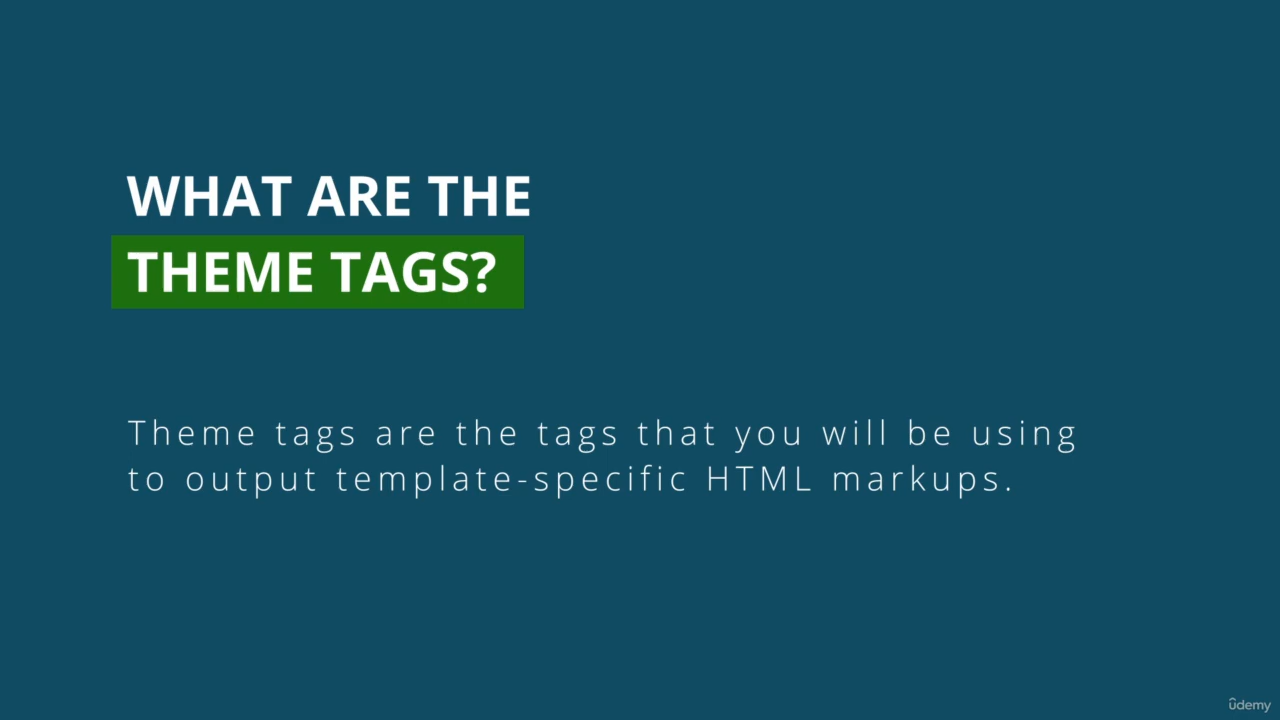 WHAT ARE THE
THEME TAGS?
Theme tags are the tags that you will be using
to output template-specific HTML markups.
ûdemy